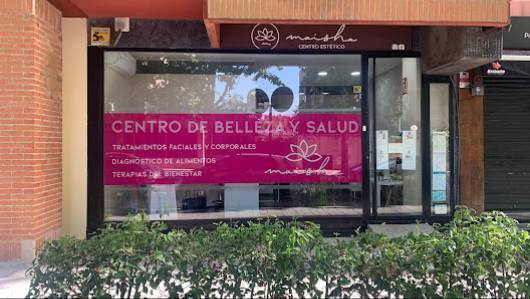 maisha
CENTRO ESTÉTICO
CENTRO DE BELLEZA Y SALUD
TRATAMIENTOS FACIALES Y CORPORALES
DIAGNÓSTICO DE ALIMENTOS
TERAPIAS DEL BIENESTAR
maisha